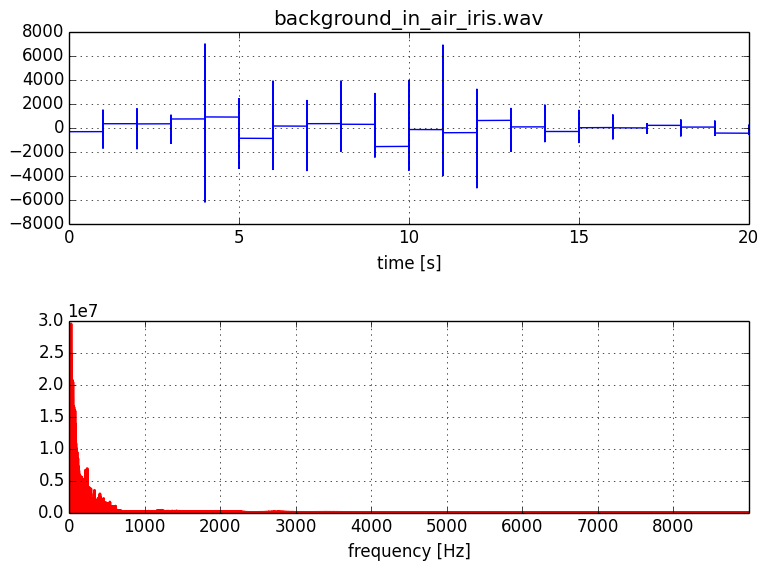 background_in_air_iris.wav
8000
6000
4000
2000
0
−2000
−4000
−6000
−8000
0 5 10 15 20
time [s]
1e7
3.0
2.5
2.0
1.5
1.0
0.5
0.0
0 1000 2000 3000 4000 5000 6000 7000 8000
frequency [Hz]